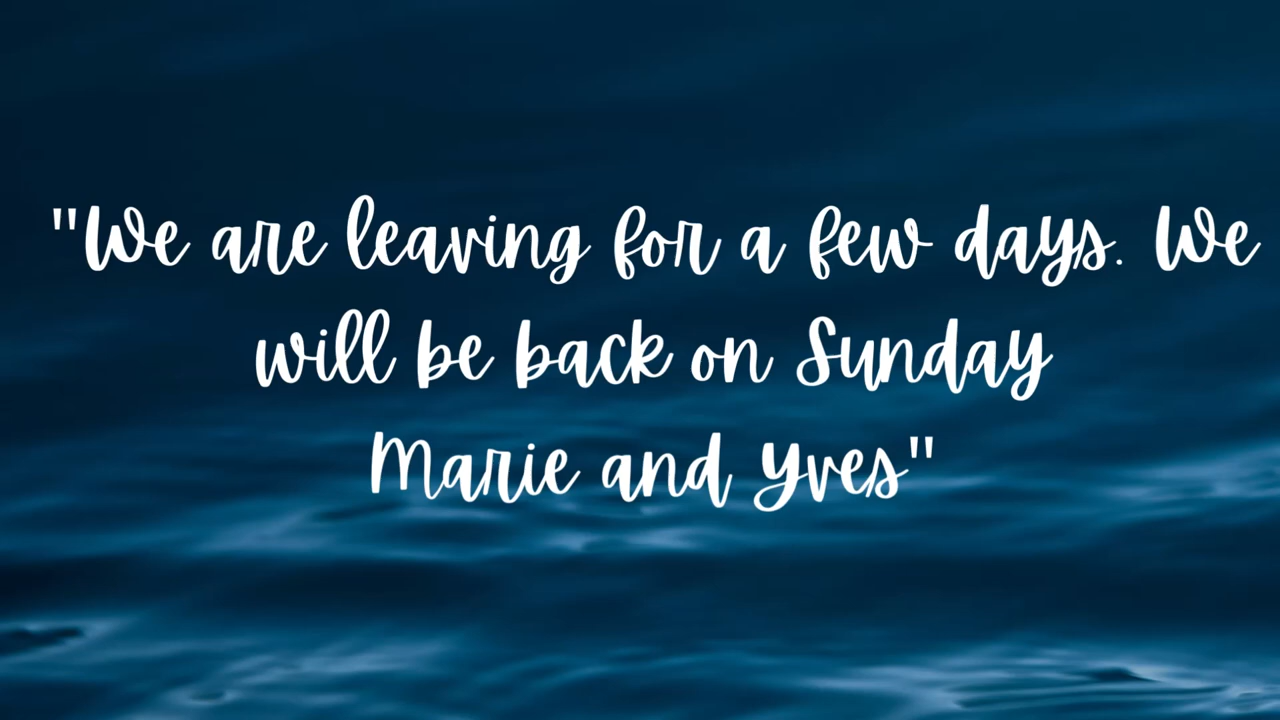 "We are leaving for a few days. We
will be back on Sunday
Marie and Yves"